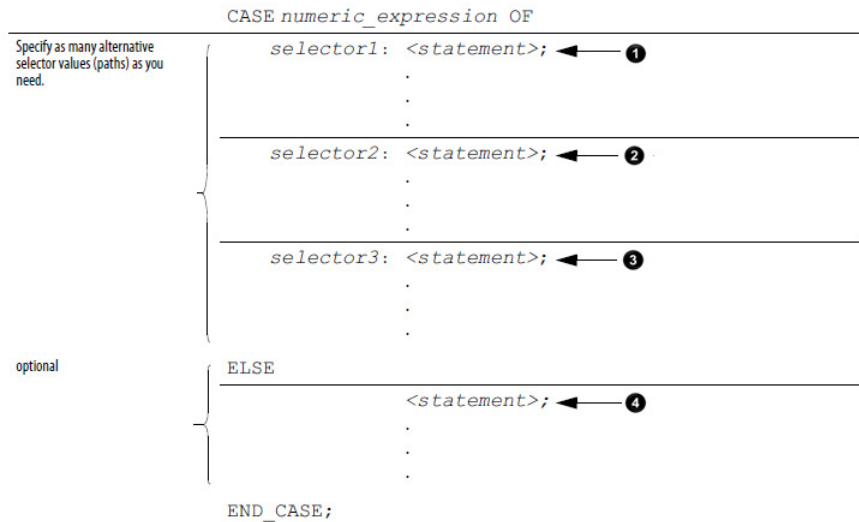 CASE numeric_expression OF
Specify as many alternative
selector values (paths) as you
need.
selector1: <statement>; 1
.
.
.
selector2: <statement>; 2
.
.
.
selector3: <statement>; 3
.
.
.
optional
ELSE
<statement>; 4
.
.
.
END_CASE;